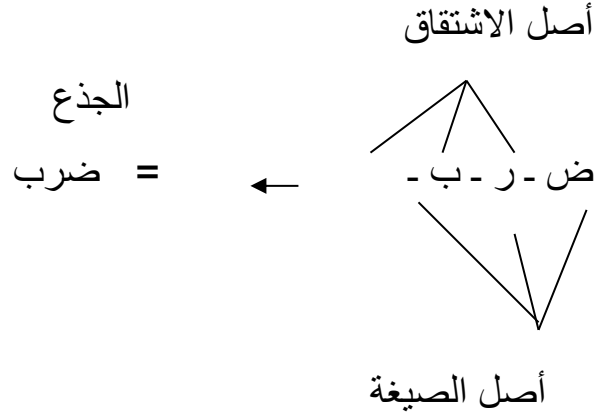 أصل الاشتقاق
الجذع
ض - ر - ب - ← = ضرب
أصل الصيغة